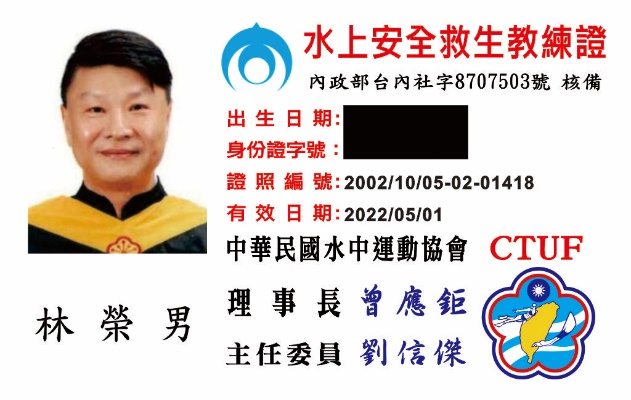 水上安全救生教練證
內政部台內社字8707503號 核備
出生日期:
身份證字號:
證照編號:2002/10/05-02-01418
有效日期:2022/05/01
中華民國水中運動協會 CTUF
林榮男
理事長 曾應鉅
主任委員 劉信傑